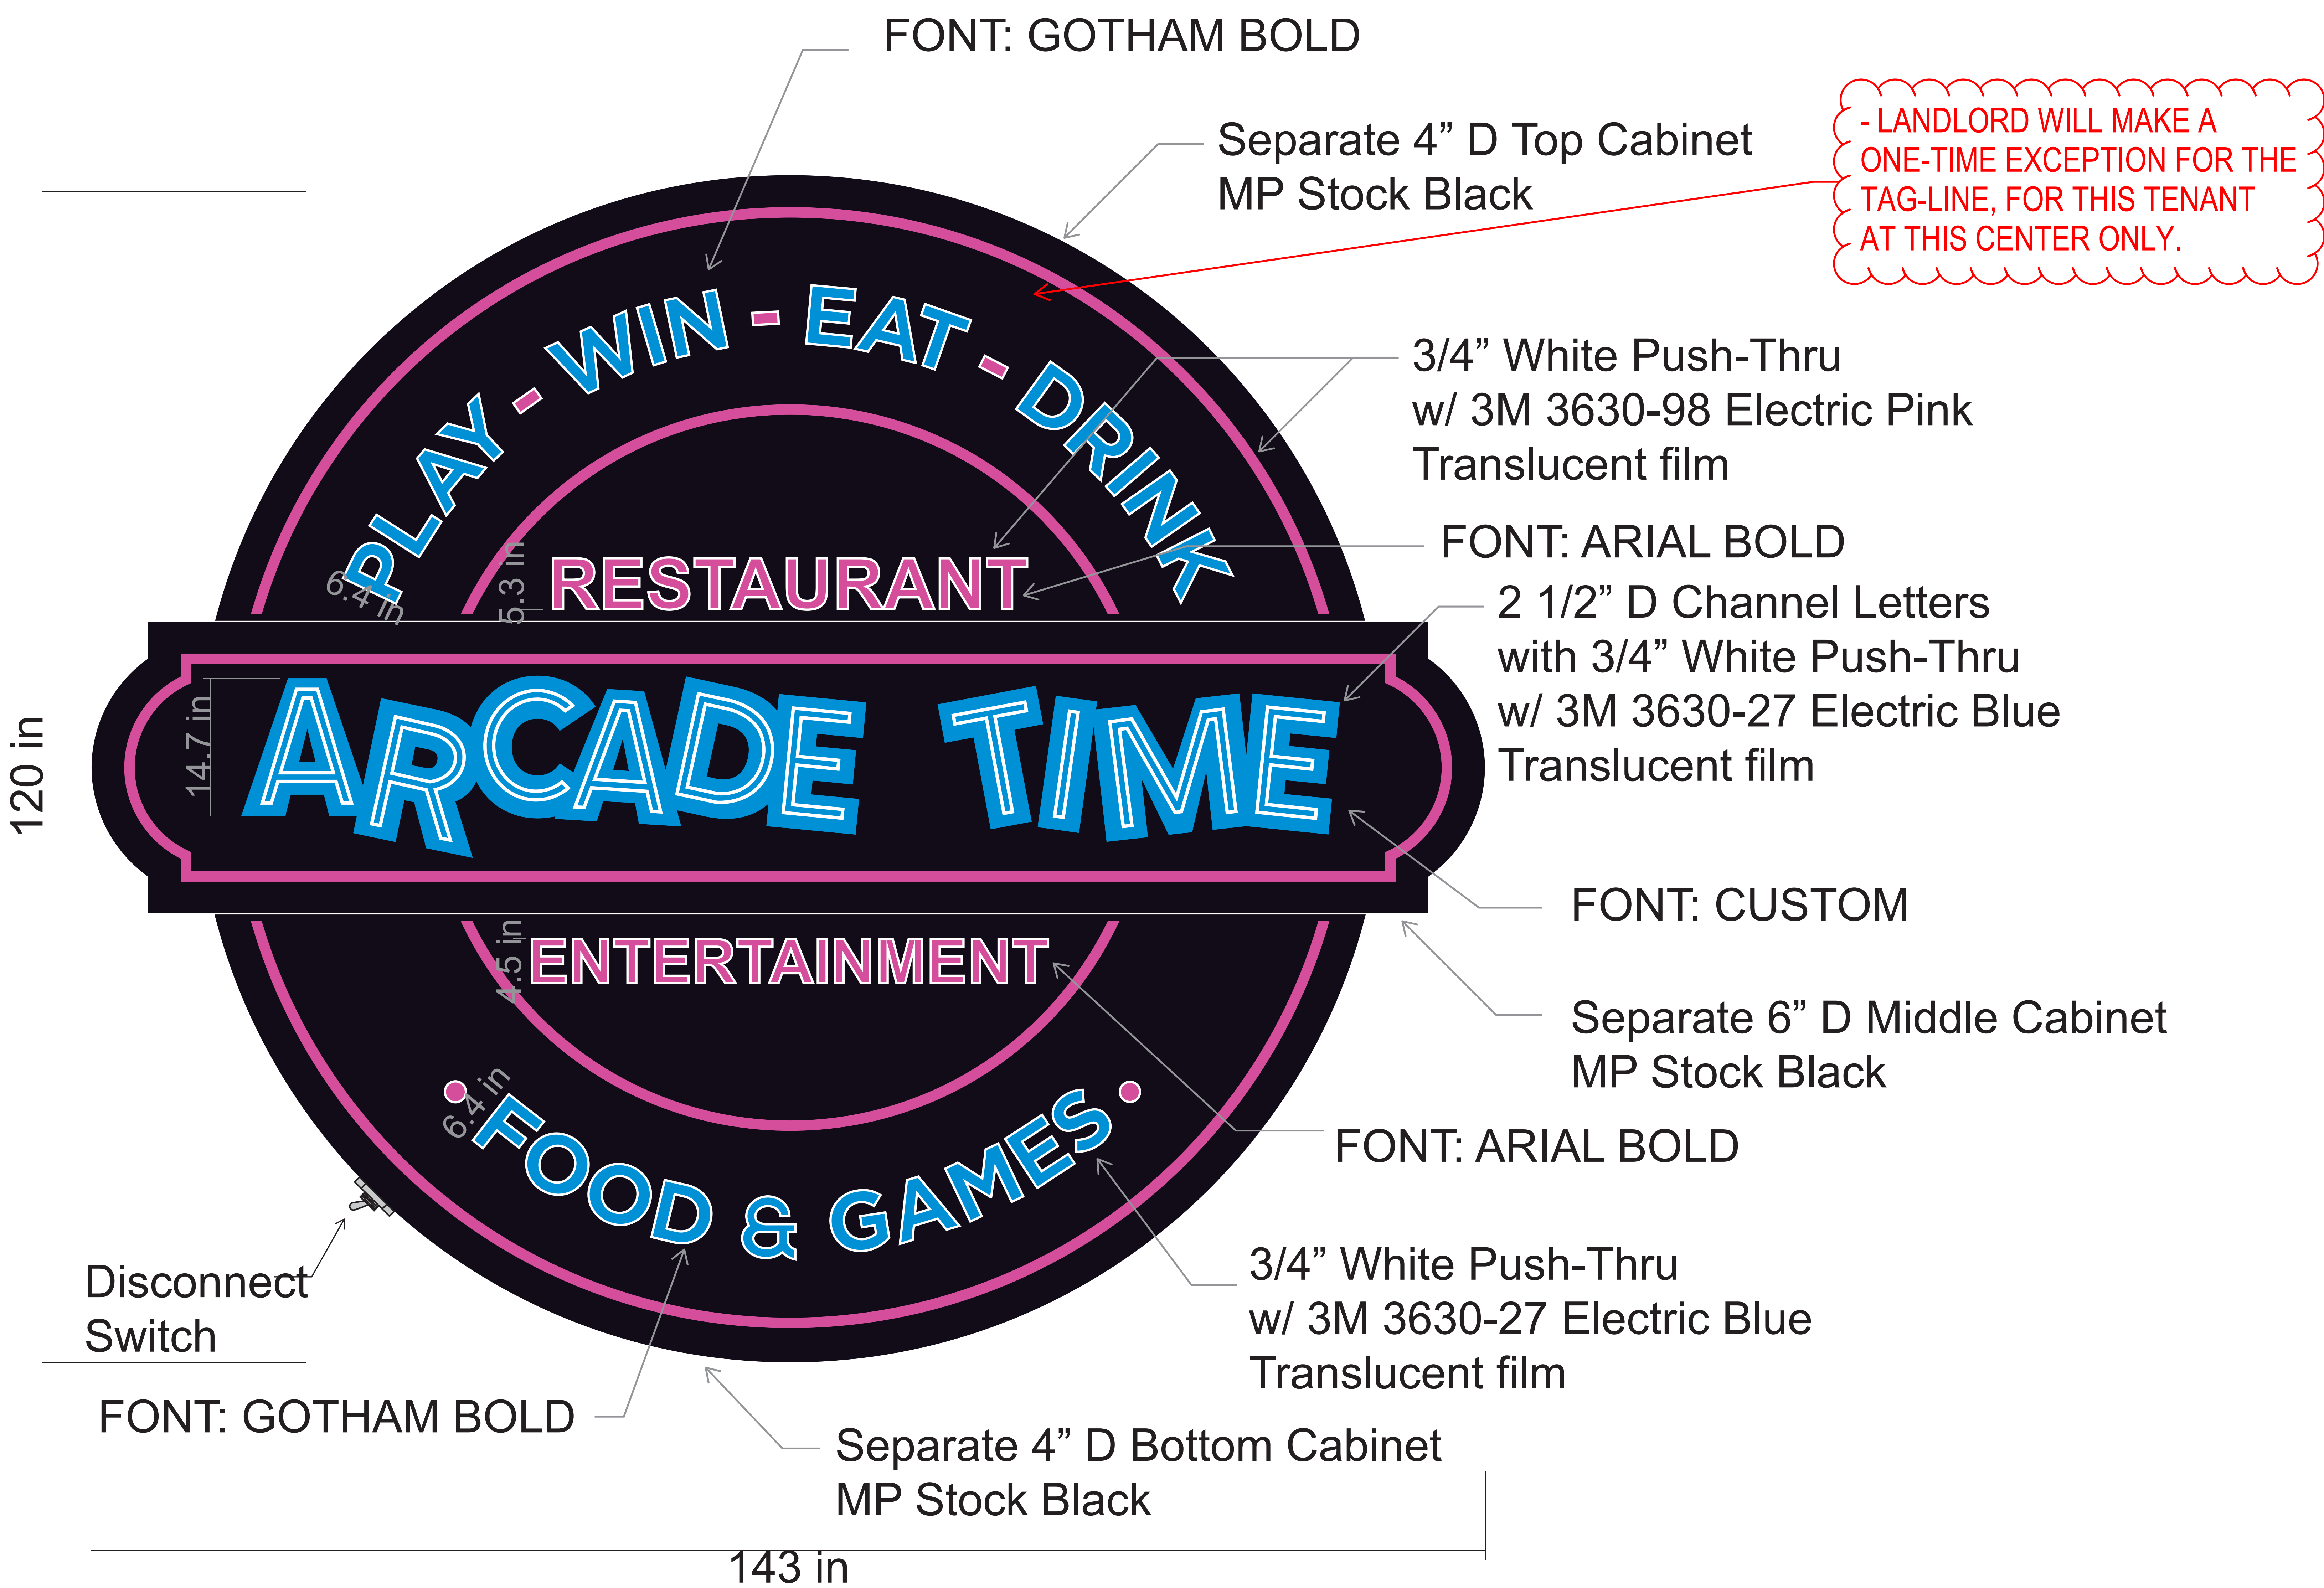 FONT: GOTHAM BOLD
Separate 4” D Top Cabinet
MP Stock Black
- LANDLORD WILL MAKE A
ONE-TIME EXCEPTION FOR THE
TAG-LINE, FOR THIS TENANT
AT THIS CENTER ONLY.
PLAY - WIN - EAT - DRINK
3/4” White Push-Thru
w/ 3M 3630-98 Electric Pink
Translucent film
FONT: ARIAL BOLD
RESTAURANT
5.3 in
6.4 in
2 1/2” D Channel Letters
with 3/4” White Push-Thru
w/ 3M 3630-27 Electric Blue
Translucent film
120 in
14.7 in
ARCADE TIME
FONT: CUSTOM
4.5 in
ENTERTAINMENT
Separate 6” D Middle Cabinet
MP Stock Black
6.4 in
• FOOD & GAMES •
FONT: ARIAL BOLD
3/4” White Push-Thru
w/ 3M 3630-27 Electric Blue
Translucent film
Disconnect
Switch
FONT: GOTHAM BOLD
Separate 4” D Bottom Cabinet
MP Stock Black
143 in